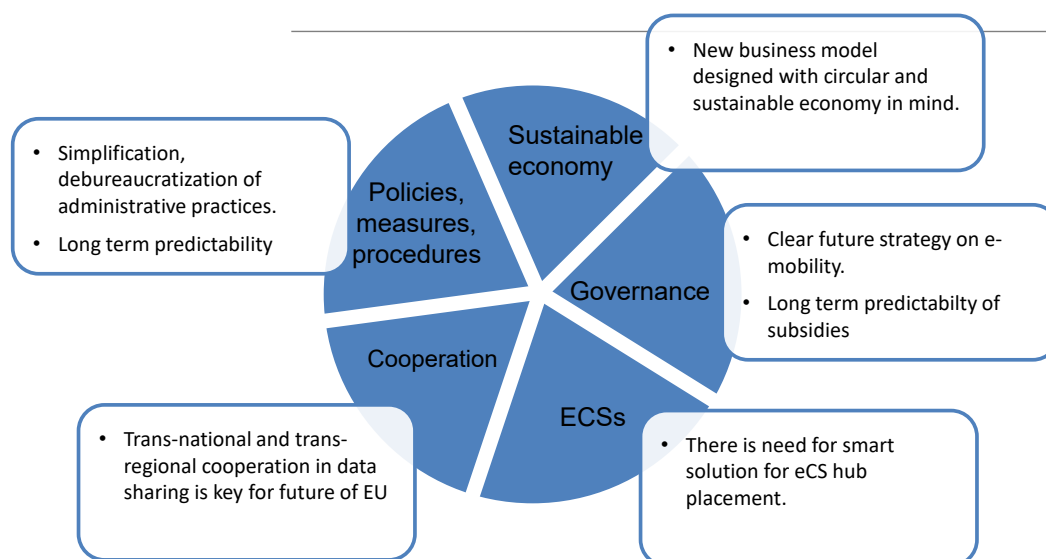 • New business model
designed with circular and
sustainable economy in mind.
Sustainable
economy
• Simplification,
debureaucratization of
administrative practices.
• Long term predictability
Policies,
measures,
procedures
• Clear future strategy on e-
mobility.
• Long term predictabilty of
subsidies
Governance
Cooperation
ECSs
• Trans-national and trans-
regional cooperation in data
sharing is key for future of EU
• There is need for smart
solution for eCS hub
placement.